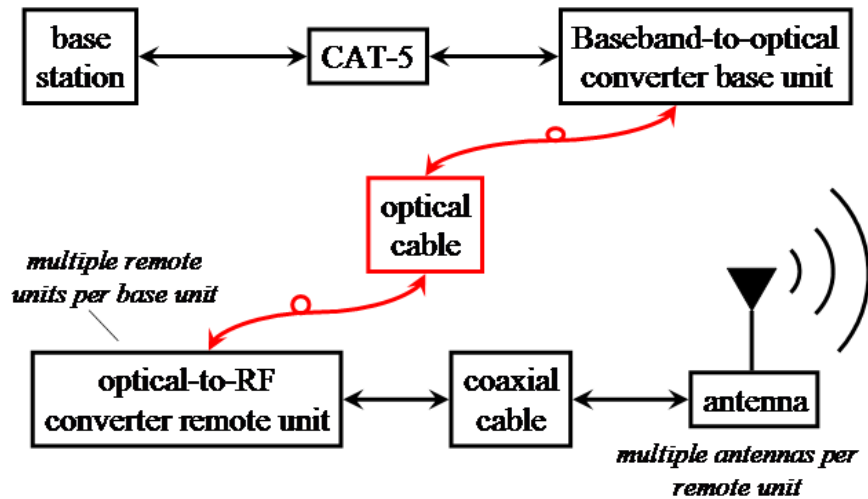 base
station
CAT-5
Baseband-to-optical
converter base unit
optical
cable
multiple remote
units per base unit
optical-to-RF
converter remote unit
coaxial
cable
antenna
multiple antennas per
remote unit